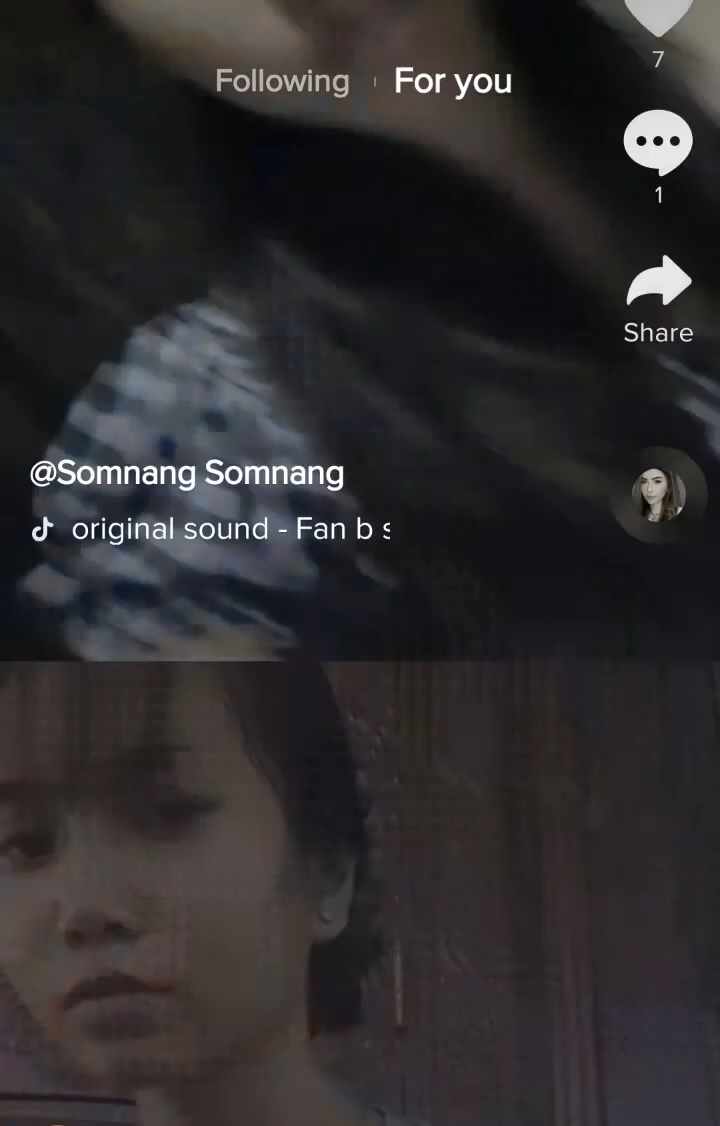 7
Following For you
1
Share
@Somnang Somnang
original sound - Fan b